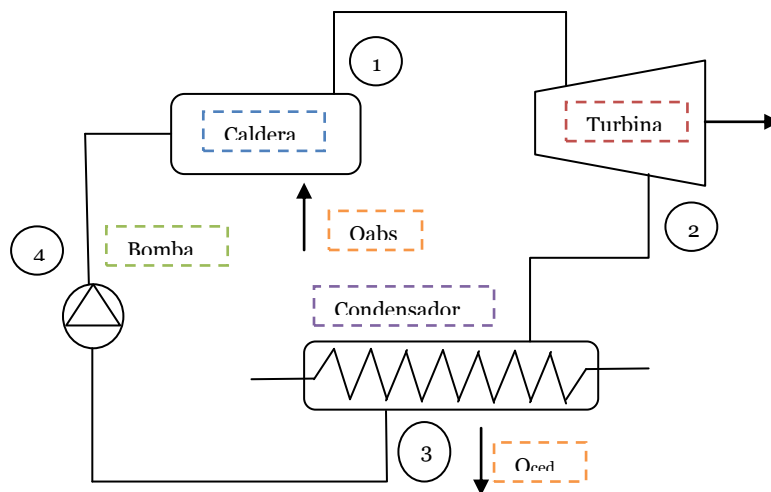 1
Caldera
Turbina
Qabs
2
4
Bomba
Condensador
3
Qced